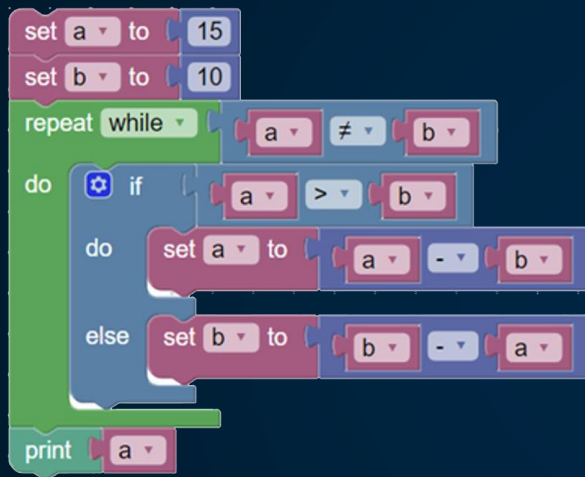 set a to 15
set b to 10
repeat while a ≠ b
do if a > b
do set a to a - b
else set b to b - a
print a